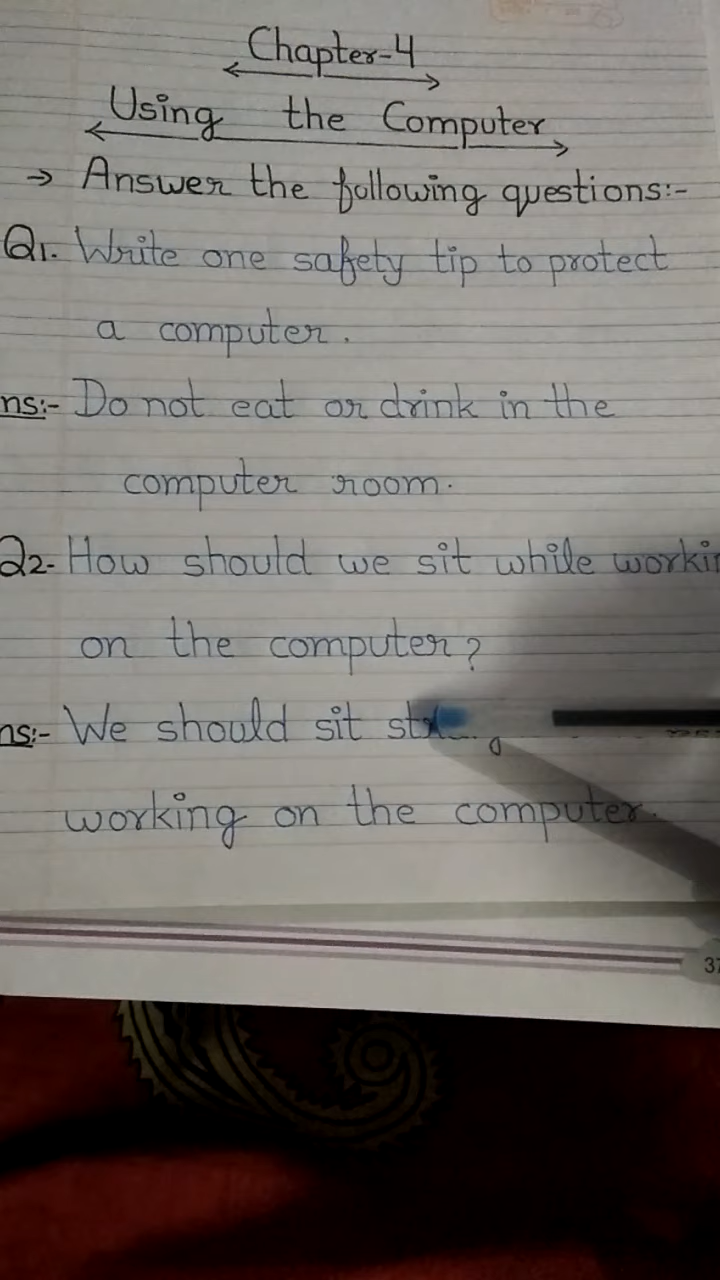 Chapter-4
Using the Computer
→ Answer the following questions:-
Q1. Write one safety tip to protect
a computer.
ns:- Do not eat or drink in the
computer room.
Q2- How should we sit while workin
on the computer?
ns:- We should sit
working on the computer.
37